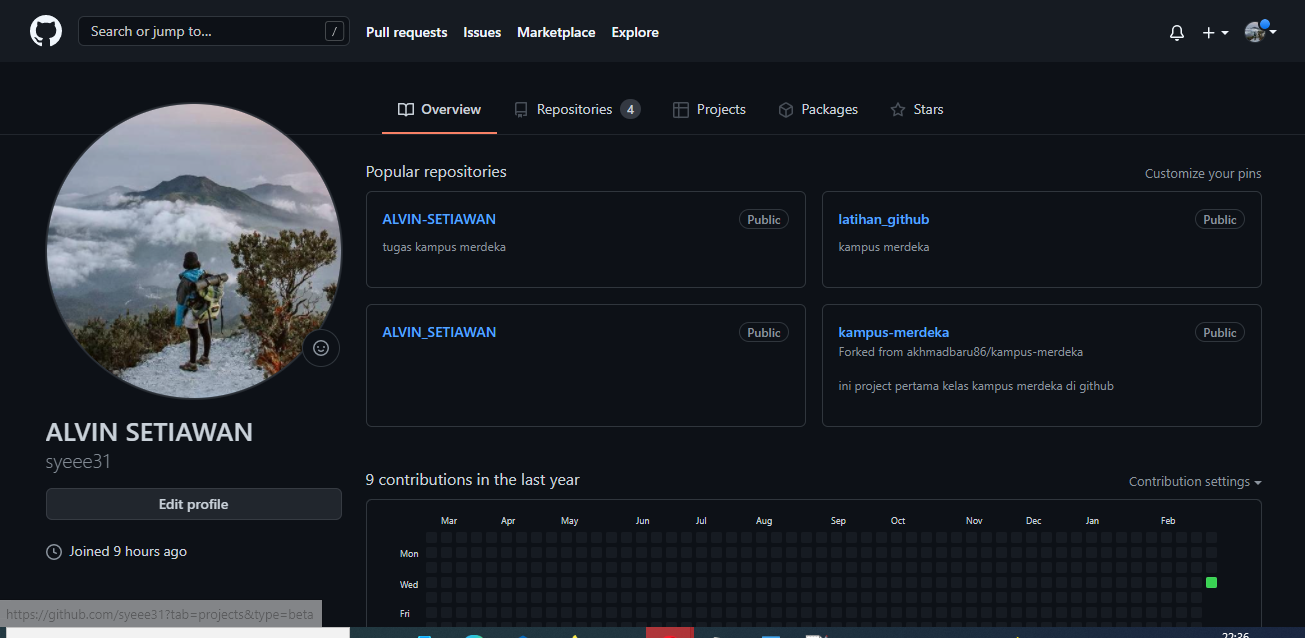 Search or jump to... /
Pull requests Issues Marketplace Explore
Overview Repositories 4 Projects Packages Stars
Popular repositories
Customize your pins
ALVIN-SETIAWAN Public
tugas kampus merdeka
latihan_github Public
kampus merdeka
ALVIN_SETIAWAN Public
kampus-merdeka Public
Forked from akhmadbaru86/kampus-merdeka
ini project pertama kelas kampus merdeka di github
ALVIN SETIAWAN
syeee31
Edit profile
Joined 9 hours ago
9 contributions in the last year
Contribution settings
Mar Apr May Jun Jul Aug Sep Oct Nov Dec Jan Feb
Mon
Wed
Fri
https://github.com/syeee31?tab=projects&type=beta
22:26